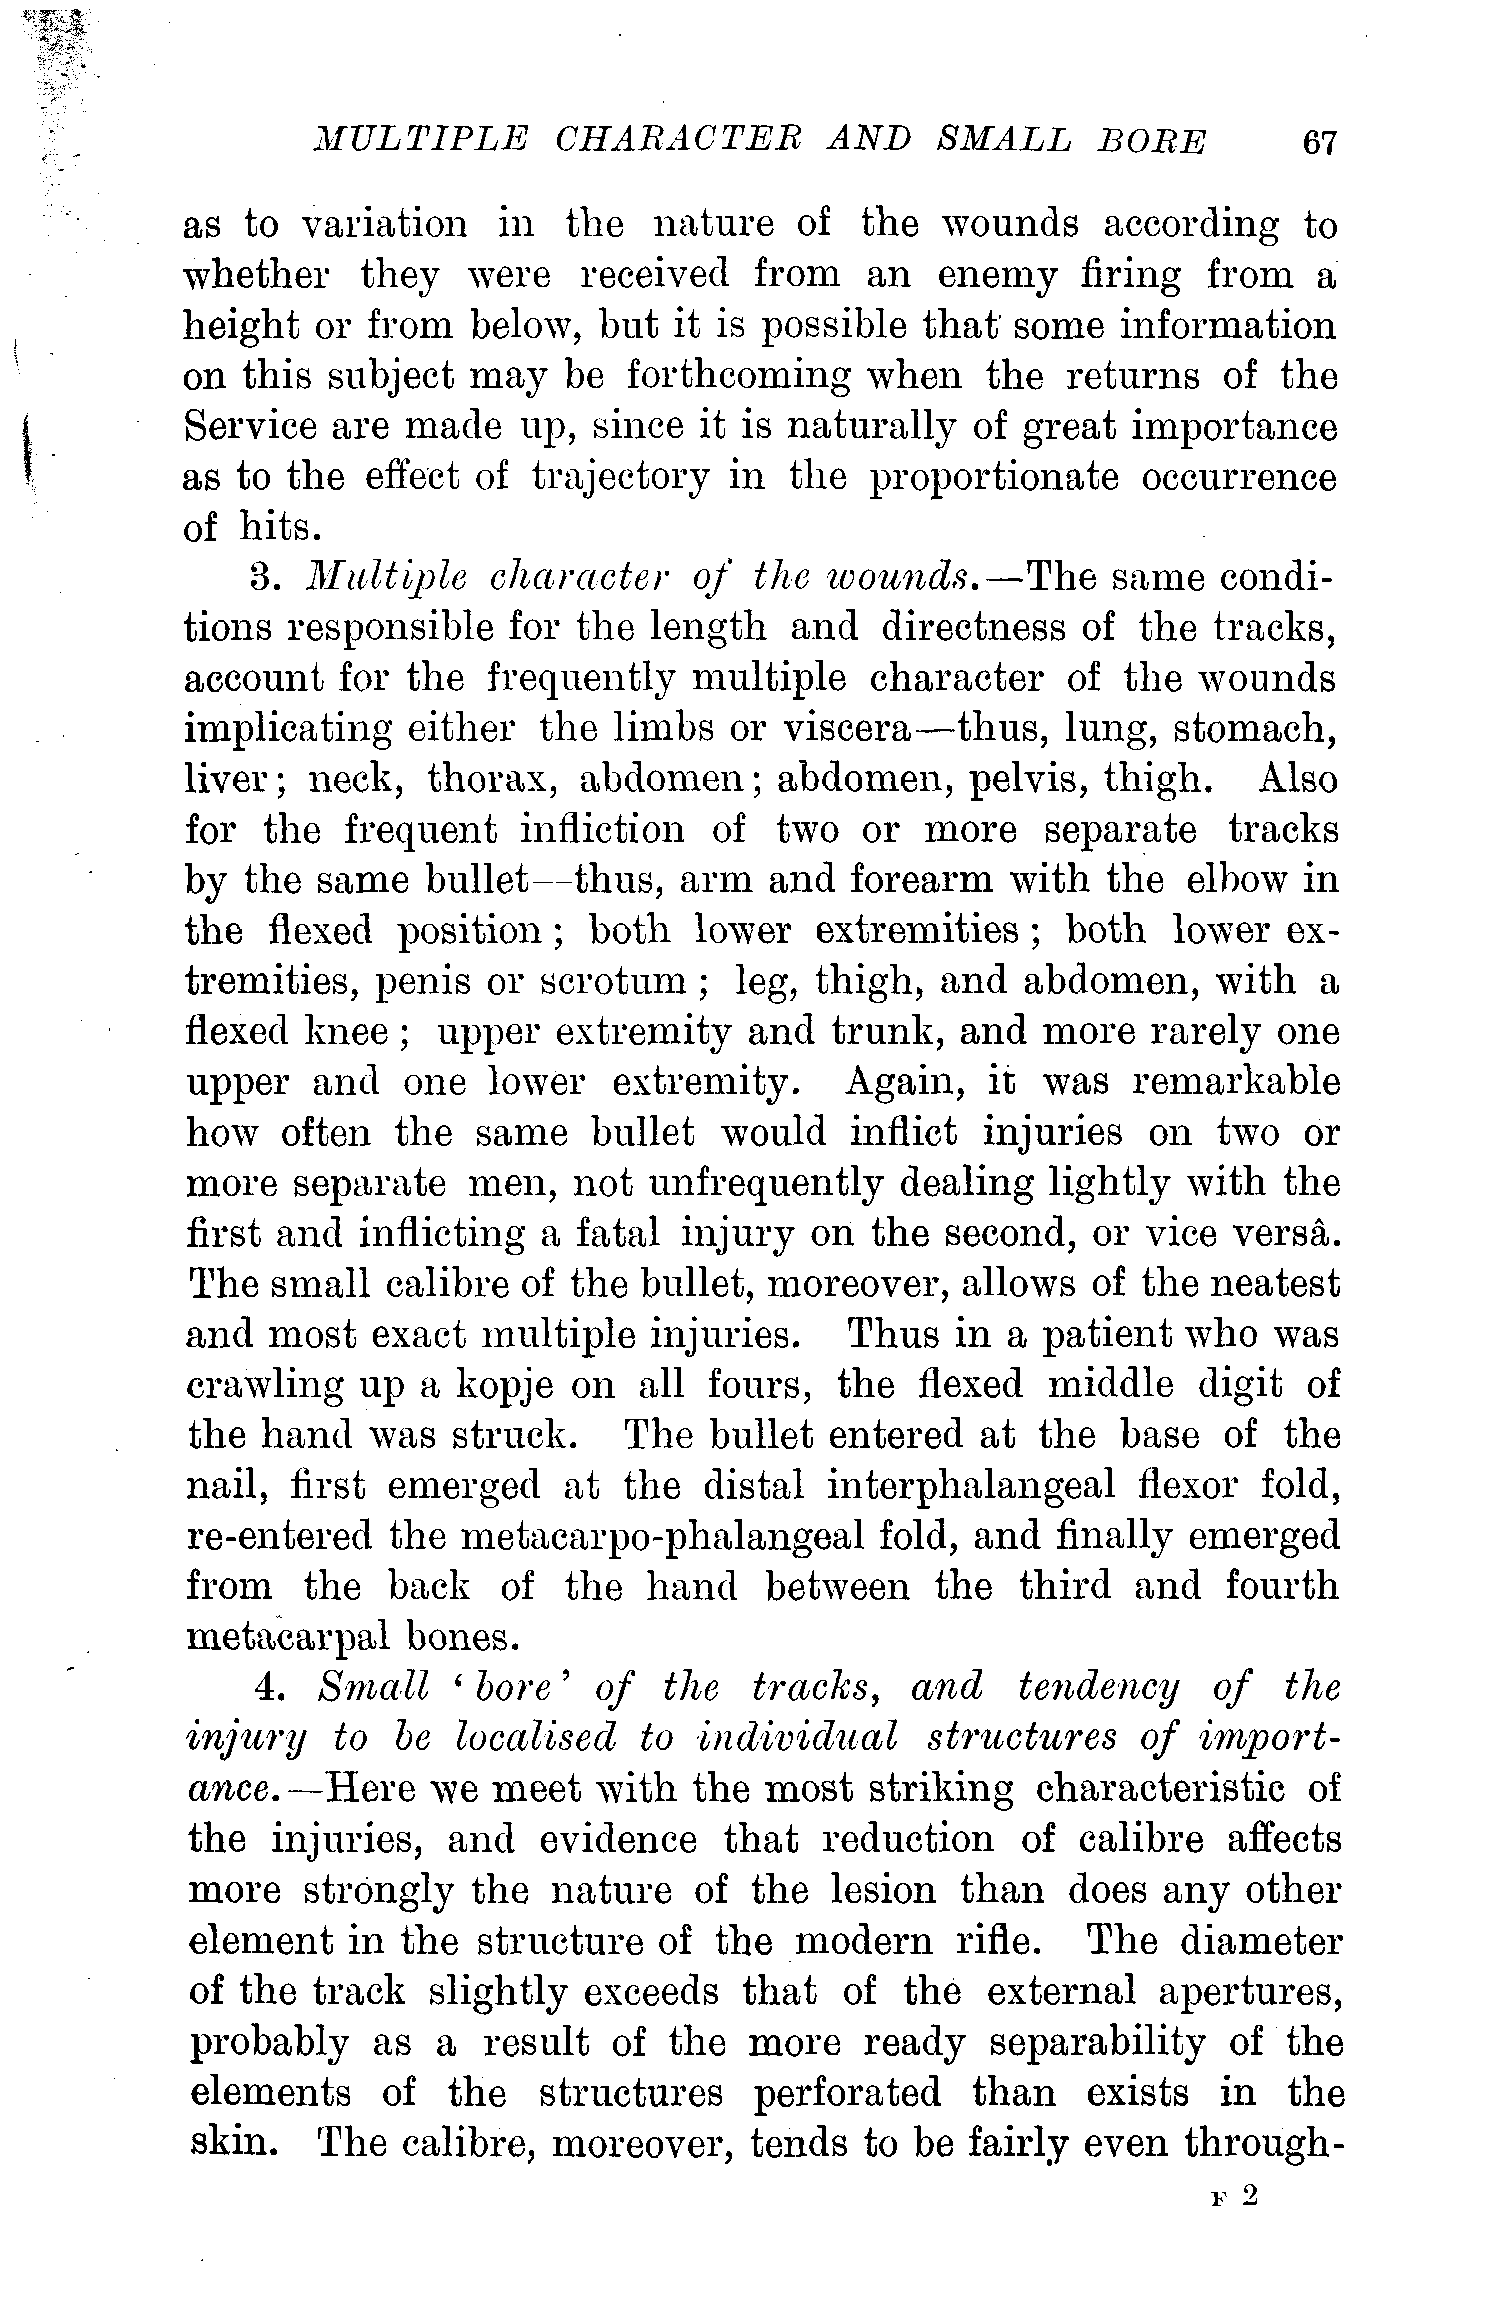 MULTIPLE CHARACTER AND SMALL BORE 67
as to variation in the nature of the wounds according to
whether they were received from an enemy firing from a
height or from below, but it is possible that some information
on this subject may be forthcoming when the returns of the
Service are made up, since it is naturally of great importance
as to the effect of trajectory in the proportionate occurrence
of hits.
3. Multiple character of the wounds.—The same condi-
tions responsible for the length and directness of the tracks,
account for the frequently multiple character of the wounds
implicating either the limbs or viscera—thus, lung, stomach,
liver; neck, thorax, abdomen; abdomen, pelvis, thigh. Also
for the frequent infliction of two or more separate tracks
by the same bullet—thus, arm and forearm with the elbow in
the flexed position; both lower extremities; both lower ex-
tremities, penis or scrotum; leg, thigh, and abdomen, with a
flexed knee; upper extremity and trunk, and more rarely one
upper and one lower extremity. Again, it was remarkable
how often the same bullet would inflict injuries on two or
more separate men, not unfrequently dealing lightly with the
first and inflicting a fatal injury on the second, or vice versâ.
The small calibre of the bullet, moreover, allows of the neatest
and most exact multiple injuries. Thus in a patient who was
crawling up a kopje on all fours, the flexed middle digit of
the hand was struck. The bullet entered at the base of the
nail, first emerged at the distal interphalangeal flexor fold,
re-entered the metacarpo-phalangeal fold, and finally emerged
from the back of the hand between the third and fourth
metacarpal bones.
4. Small ‘bore’ of the tracks, and tendency of the
injury to be localised to individual structures of import-
ance.—Here we meet with the most striking characteristic of
the injuries, and evidence that reduction of calibre affects
more strongly the nature of the lesion than does any other
element in the structure of the modern rifle. The diameter
of the track slightly exceeds that of the external apertures,
probably as a result of the more ready separability of the
elements of the structures perforated than exists in the
skin. The calibre, moreover, tends to be fairly even through-
F 2